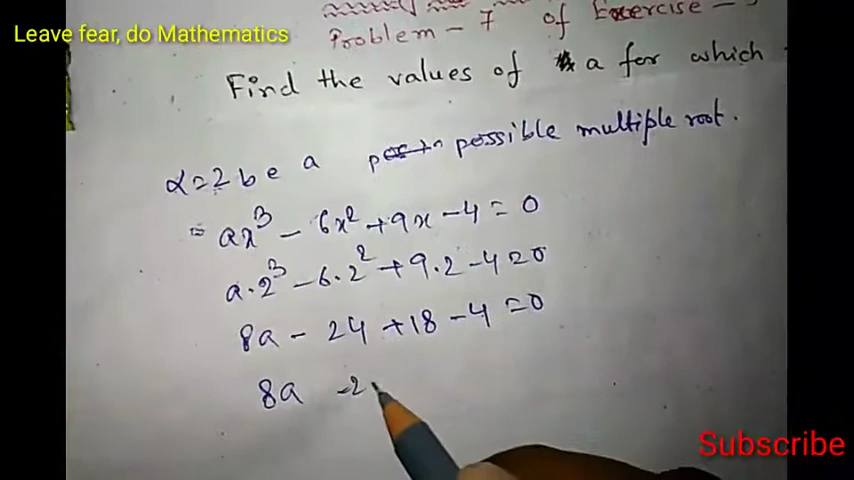 Leave fear, do Mathematics
Problem - 7 of Exercise -
Find the values of a for which
α = 2 be a possible multiple root.
= ax³ - 6x² + 9x - 4 = 0
a·2³ - 6·2² + 9·2 - 4 = 0
8a - 24 + 18 - 4 = 0
8a - 2
Subscribe